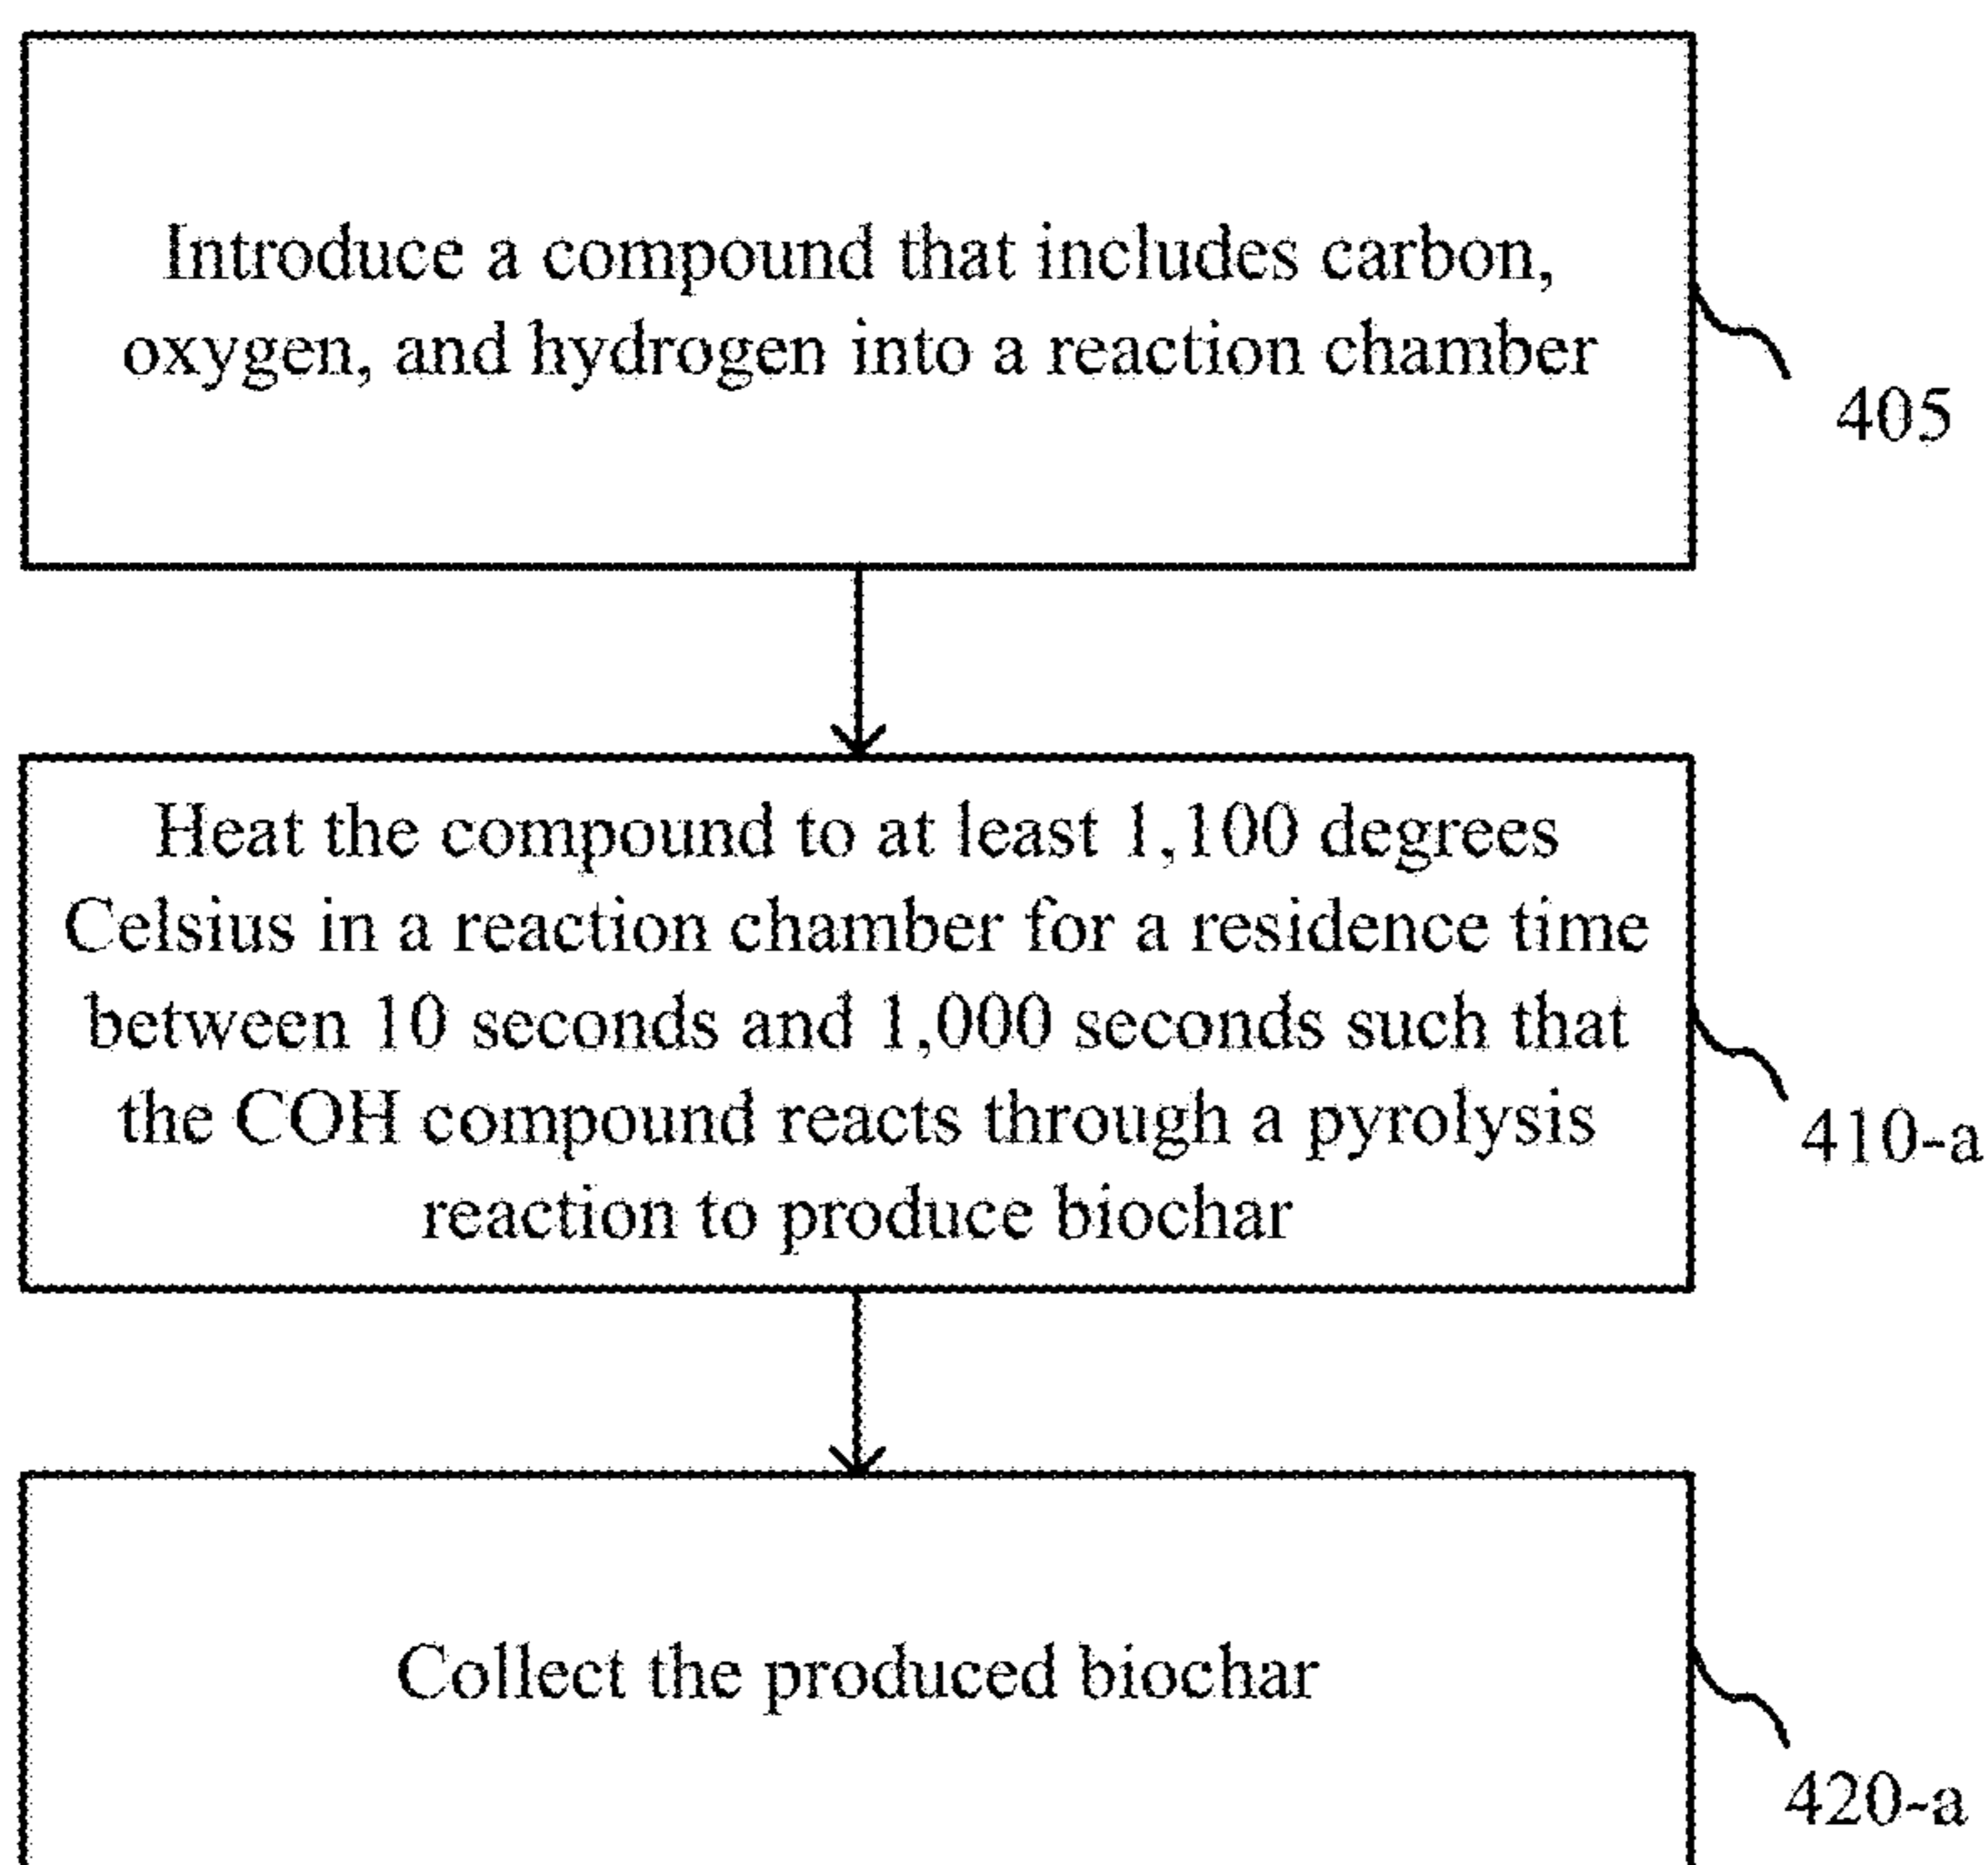 Introduce a compound that includes carbon,
oxygen, and hydrogen into a reaction chamber
405
Heat the compound to at least 1,100 degrees
Celsius in a reaction chamber for a residence time
between 10 seconds and 1,000 seconds such that
the COH compound reacts through a pyrolysis
reaction to produce biochar
410-a
Collect the produced biochar
420-a